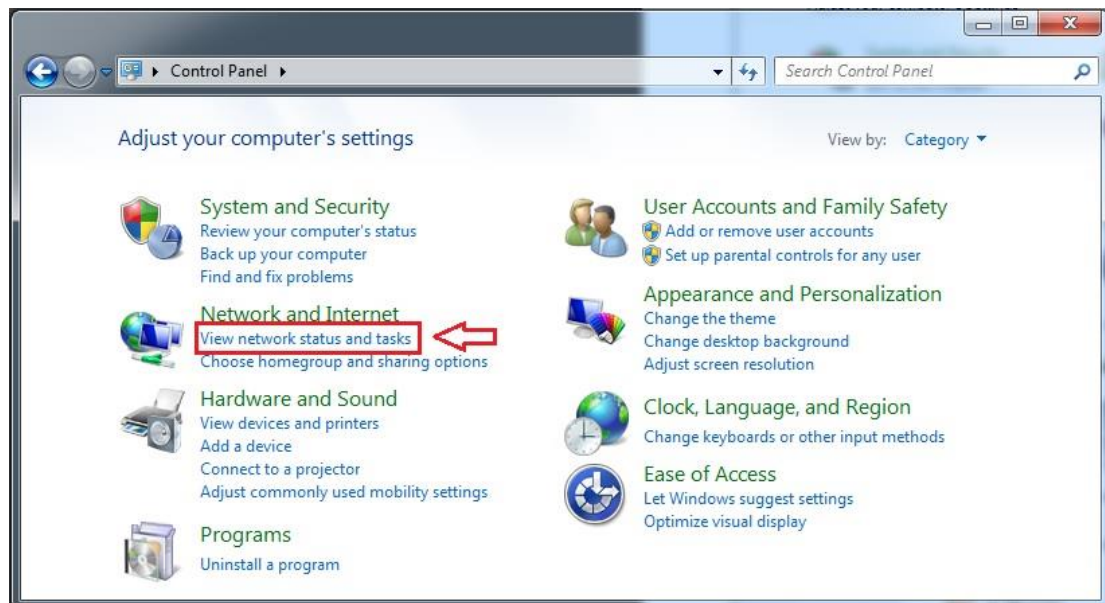 Control Panel
Search Control Panel
Adjust your computer's settings
View by: Category
System and Security
Review your computer's status
Back up your computer
Find and fix problems
Network and Internet
View network status and tasks
Choose homegroup and sharing options
Hardware and Sound
View devices and printers
Add a device
Connect to a projector
Adjust commonly used mobility settings
Programs
Uninstall a program
User Accounts and Family Safety
Add or remove user accounts
Set up parental controls for any user
Appearance and Personalization
Change the theme
Change desktop background
Adjust screen resolution
Clock, Language, and Region
Change keyboards or other input methods
Ease of Access
Let Windows suggest settings
Optimize visual display